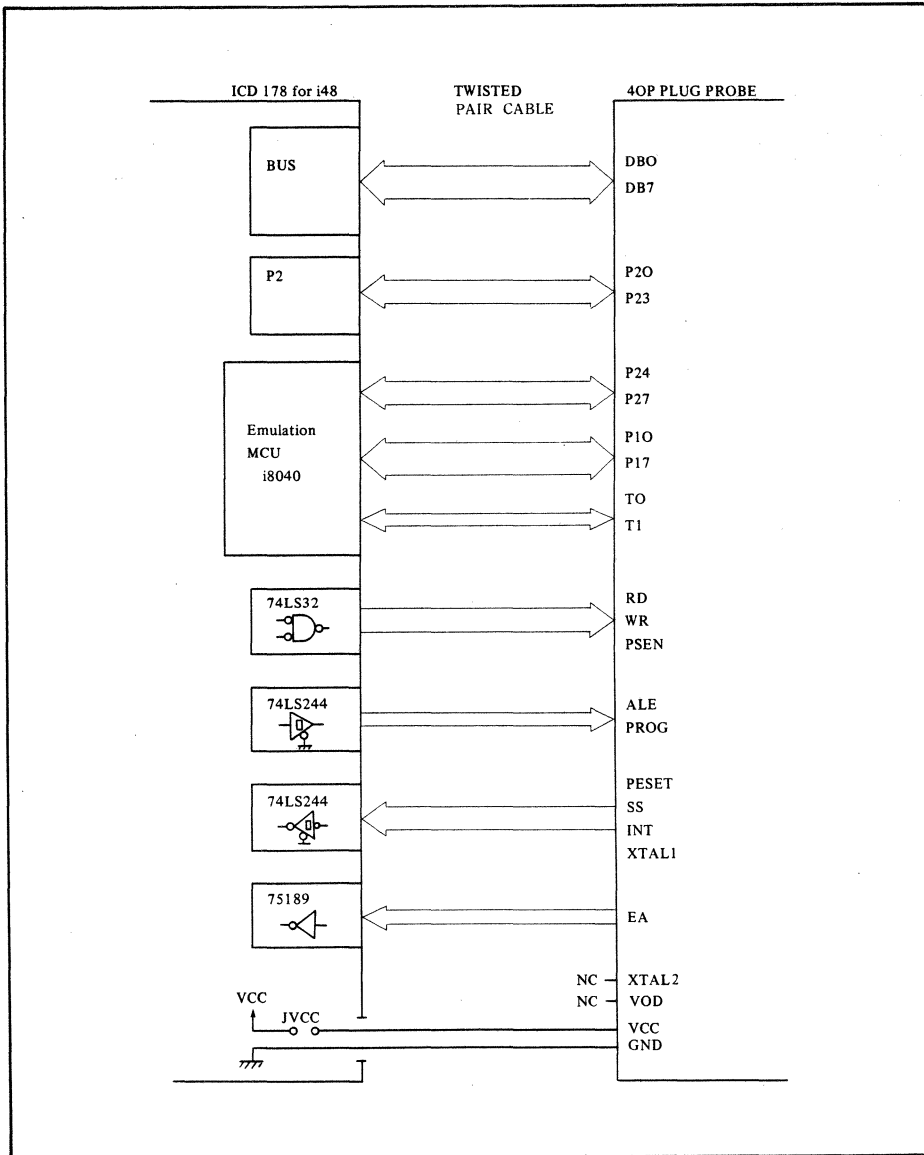 ICD 178 for i48
TWISTED
PAIR CABLE
4OP PLUG PROBE
BUS
DBO
DB7
P2
P2O
P23
Emulation
MCU
i8040
P24
P27
P1O
P17
TO
T1
74LS32
RD
WR
PSEN
74LS244
ALE
PROG
74LS244
PESET
SS
INT
XTAL1
75189
EA
NC
XTAL2
NC
VOD
VCC
JVCC
VCC
GND